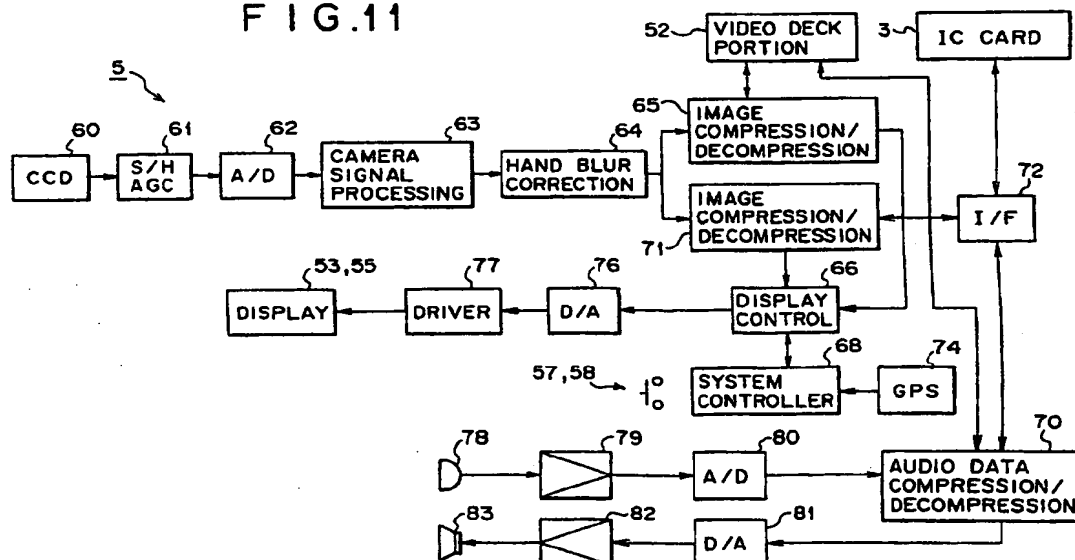 FIG.11
5
52
VIDEO DECK
PORTION
3
IC CARD
60
CCD
61
S/H
AGC
62
A/D
63
CAMERA
SIGNAL
PROCESSING
64
HAND BLUR
CORRECTION
65
IMAGE
COMPRESSION/
DECOMPRESSION
71
IMAGE
COMPRESSION/
DECOMPRESSION
72
I/F
53,55
DISPLAY
77
DRIVER
76
D/A
66
DISPLAY
CONTROL
57,58
68
SYSTEM
CONTROLLER
74
GPS
78
79
80
A/D
70
AUDIO DATA
COMPRESSION/
DECOMPRESSION
83
82
81
D/A